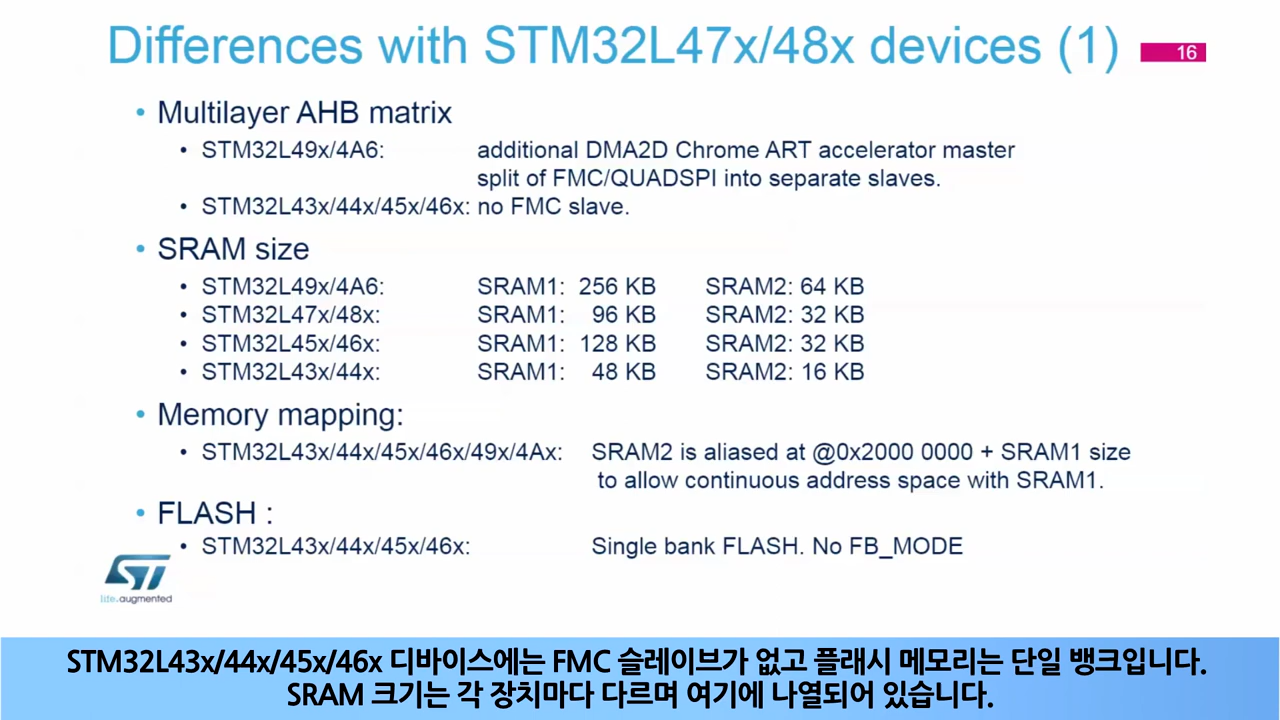 Differences with STM32L47x/48x devices (1)
16
• Multilayer AHB matrix
• STM32L49x/4A6: additional DMA2D Chrome ART accelerator master
split of FMC/QUADSPI into separate slaves.
• STM32L43x/44x/45x/46x: no FMC slave.
• SRAM size
• STM32L49x/4A6: SRAM1: 256 KB SRAM2: 64 KB
• STM32L47x/48x: SRAM1: 96 KB SRAM2: 32 KB
• STM32L45x/46x: SRAM1: 128 KB SRAM2: 32 KB
• STM32L43x/44x: SRAM1: 48 KB SRAM2: 16 KB
• Memory mapping:
• STM32L43x/44x/45x/46x/49x/4Ax: SRAM2 is aliased at @0x2000 0000 + SRAM1 size
to allow continuous address space with SRAM1.
• FLASH :
• STM32L43x/44x/45x/46x: Single bank FLASH. No FB_MODE
ST
life.augmented
STM32L43x/44x/45x/46x 디바이스에는 FMC 슬레이브가 없고 플래시 메모리는 단일 뱅크입니다.
SRAM 크기는 각 장치마다 다르며 여기에 나열되어 있습니다.